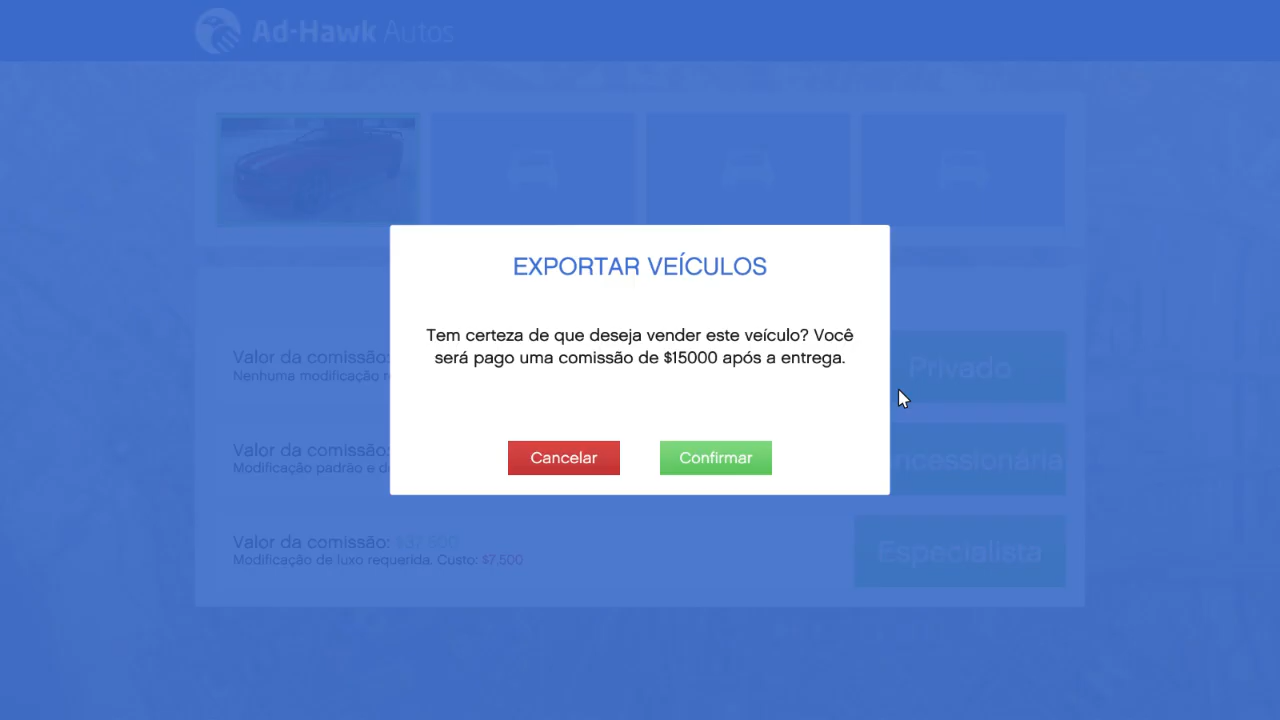 Ad-Hawk Autos
EXPORTAR VEÍCULOS
Tem certeza de que deseja vender este veículo? Você
será pago uma comissão de $15000 após a entrega.
Cancelar
Confirmar
Valor da comissão:
Nenhuma modificação
Privado
Valor da comissão:
Modificação padrão e
Valor da comissão: $37,500
Modificação de luxo requerida. Custo: $7,500
Especialista